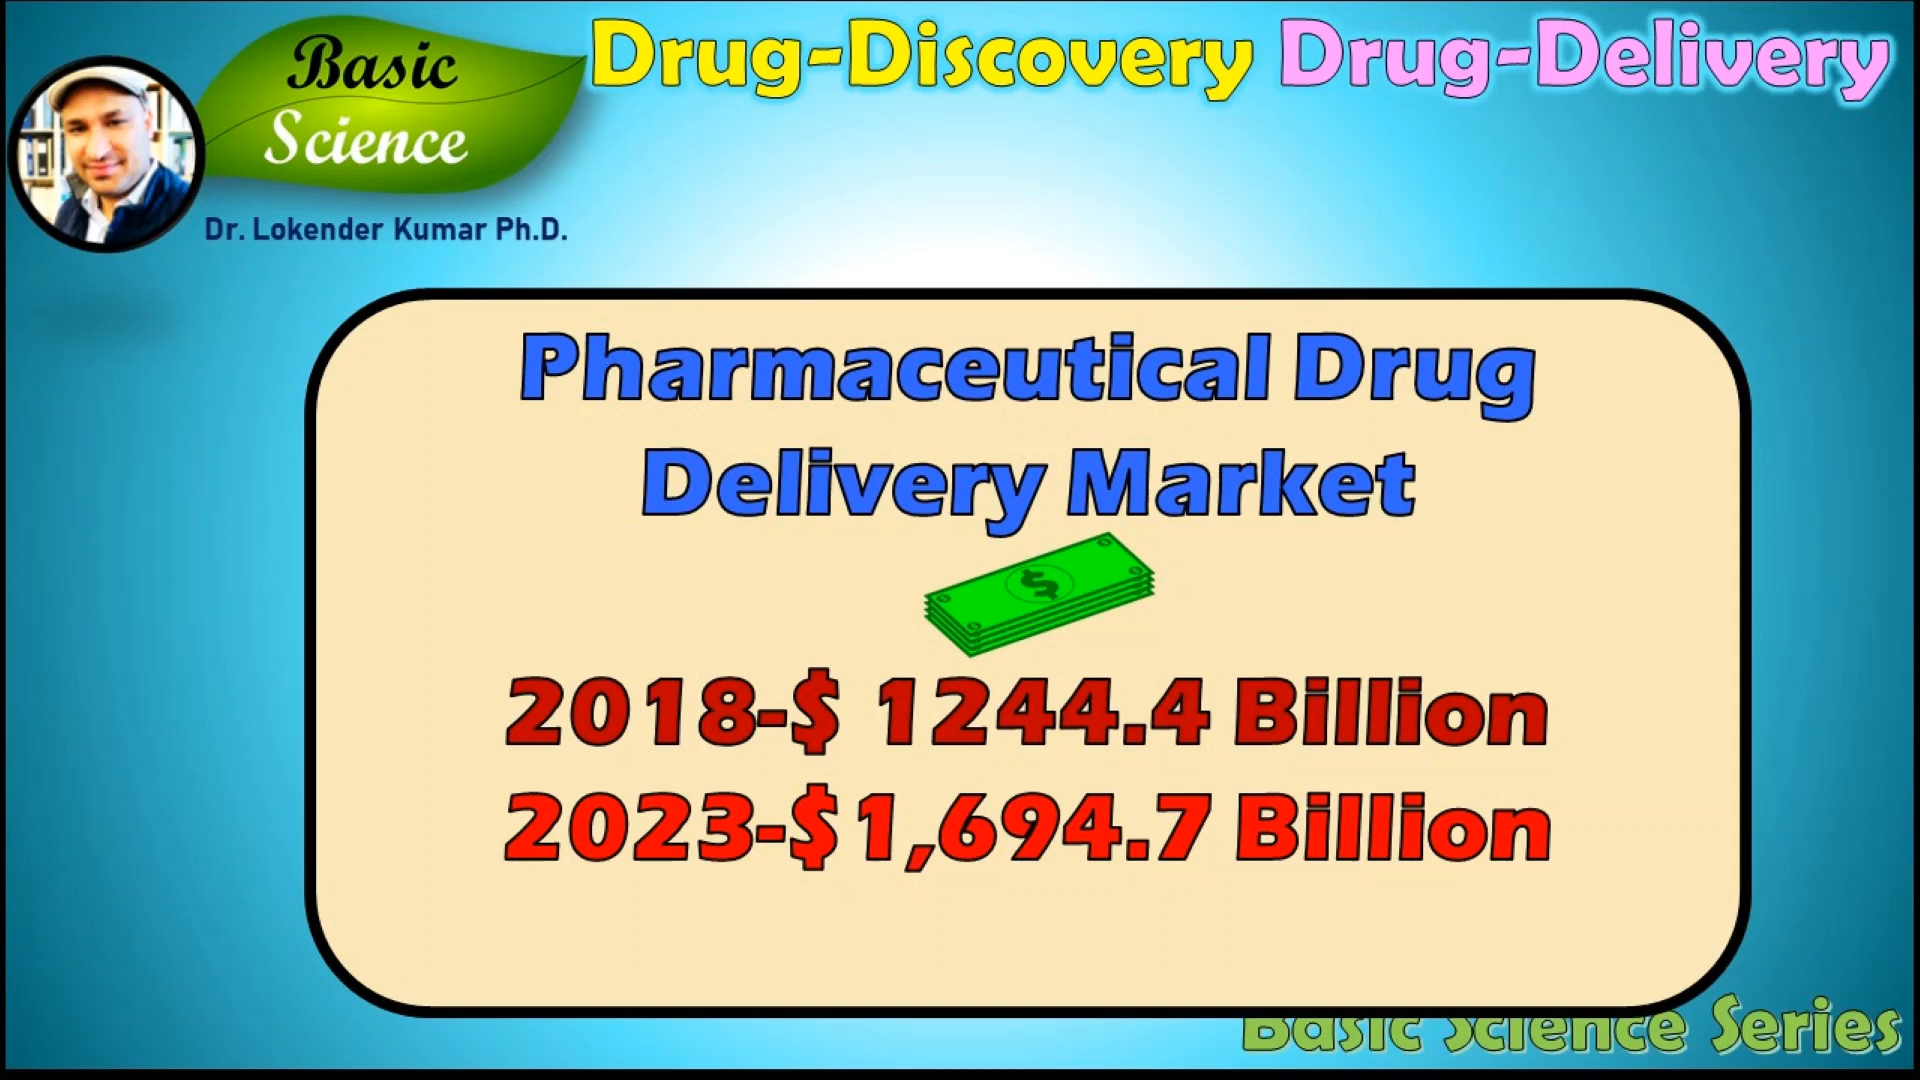 Basic
Science
Dr. Lokender Kumar Ph.D.
Drug-Discovery Drug-Delivery
Pharmaceutical Drug
Delivery Market
$
2018-$ 1244.4 Billion
2023-$1,694.7 Billion
Basic Science Series